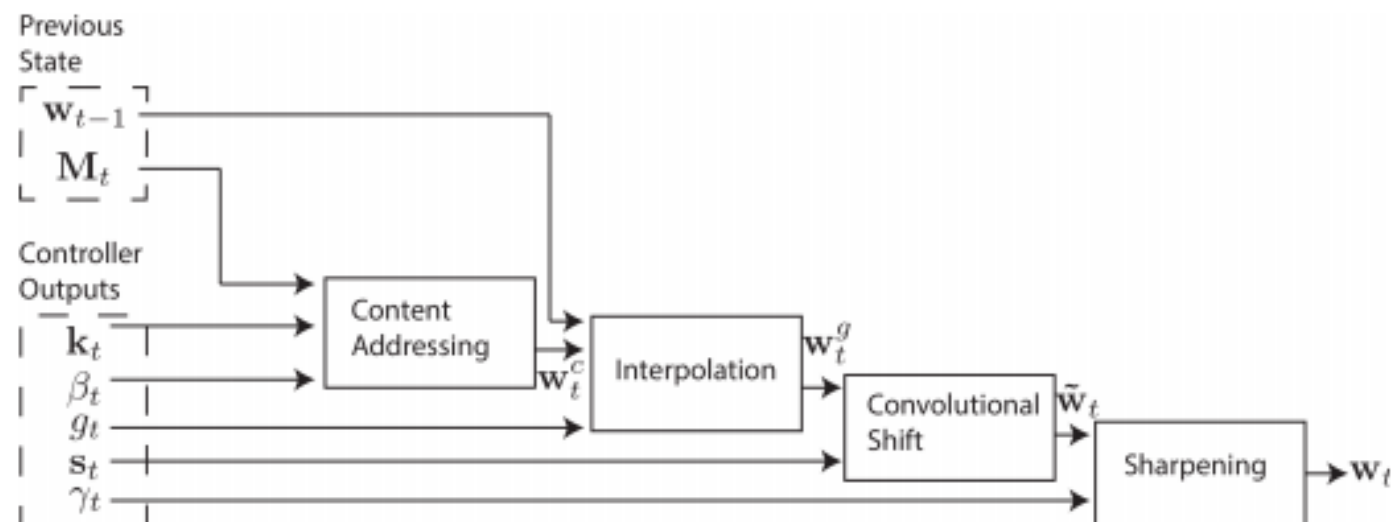 Previous
State
w_{t−1}
M_t
Controller
Outputs
k_t
β_t
g_t
s_t
γ_t
Content
Addressing
w_t^c
Interpolation
w_t^g
Convolutional
Shift
w̃_t
Sharpening
w_t